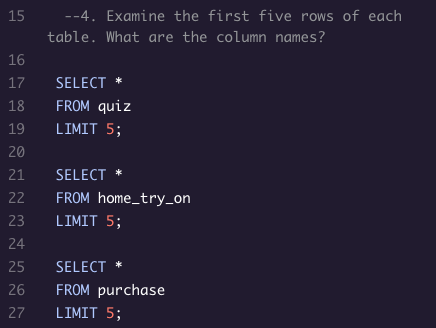 15 --4. Examine the first five rows of each
table. What are the column names?
16
17 SELECT *
18 FROM quiz
19 LIMIT 5;
20
21 SELECT *
22 FROM home_try_on
23 LIMIT 5;
24
25 SELECT *
26 FROM purchase
27 LIMIT 5;